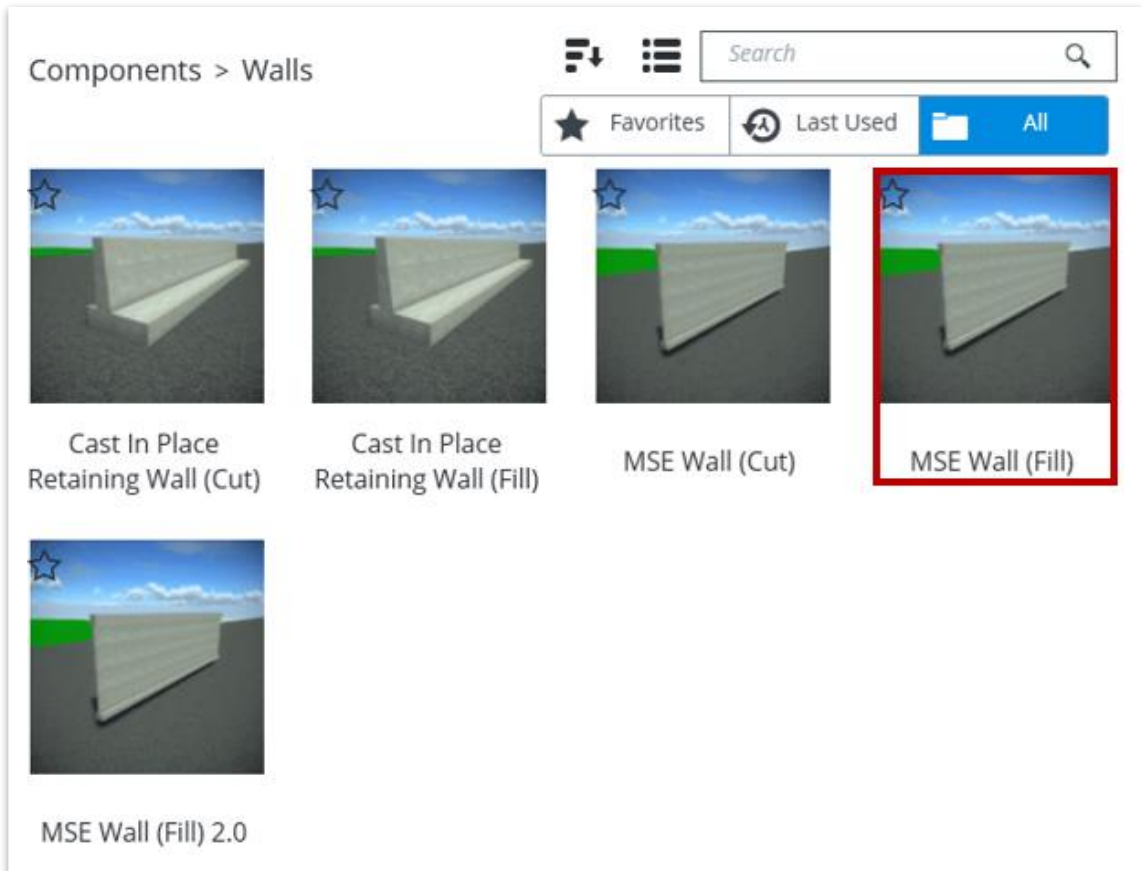 Components > Walls
Search
Favorites
Last Used
All
Cast In Place
Retaining Wall (Cut)
Cast In Place
Retaining Wall (Fill)
MSE Wall (Cut)
MSE Wall (Fill)
MSE Wall (Fill) 2.0